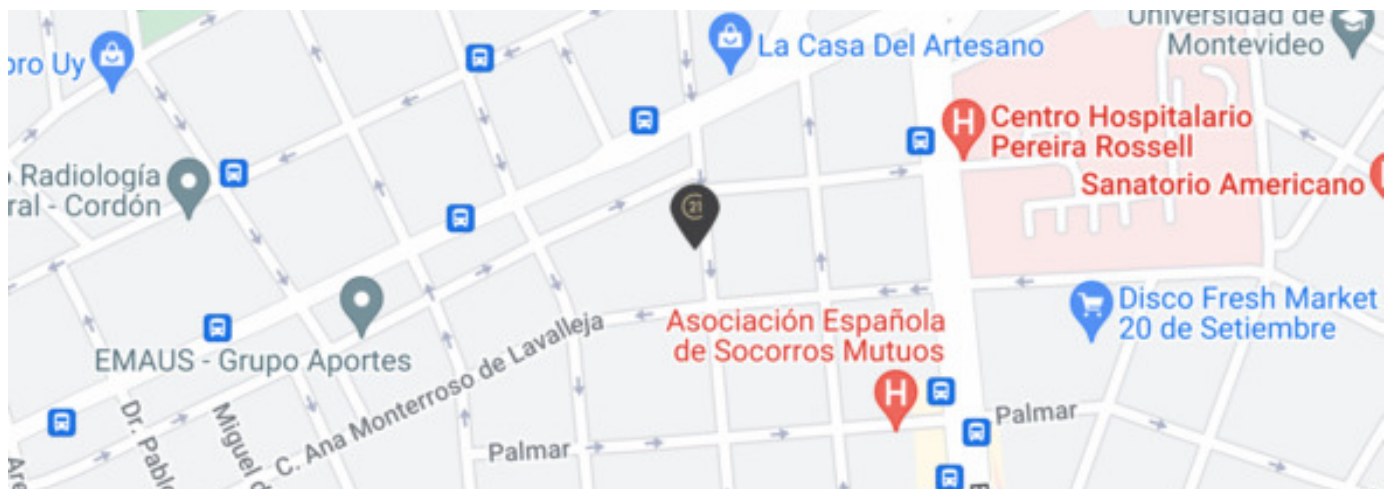 Universidad de
Montevideo
oro Uy
La Casa Del Artesano
Centro Hospitalario
Pereira Rossell
Radiología
ral - Cordón
Sanatorio Americano
21
Disco Fresh Market
20 de Setiembre
Asociación Española
de Socorros Mutuos
EMAUS - Grupo Aportes
C. Ana Monterroso de Lavalleja
Dr. Pablo
Miguel d
Palmar
Palmar
Are
H
H